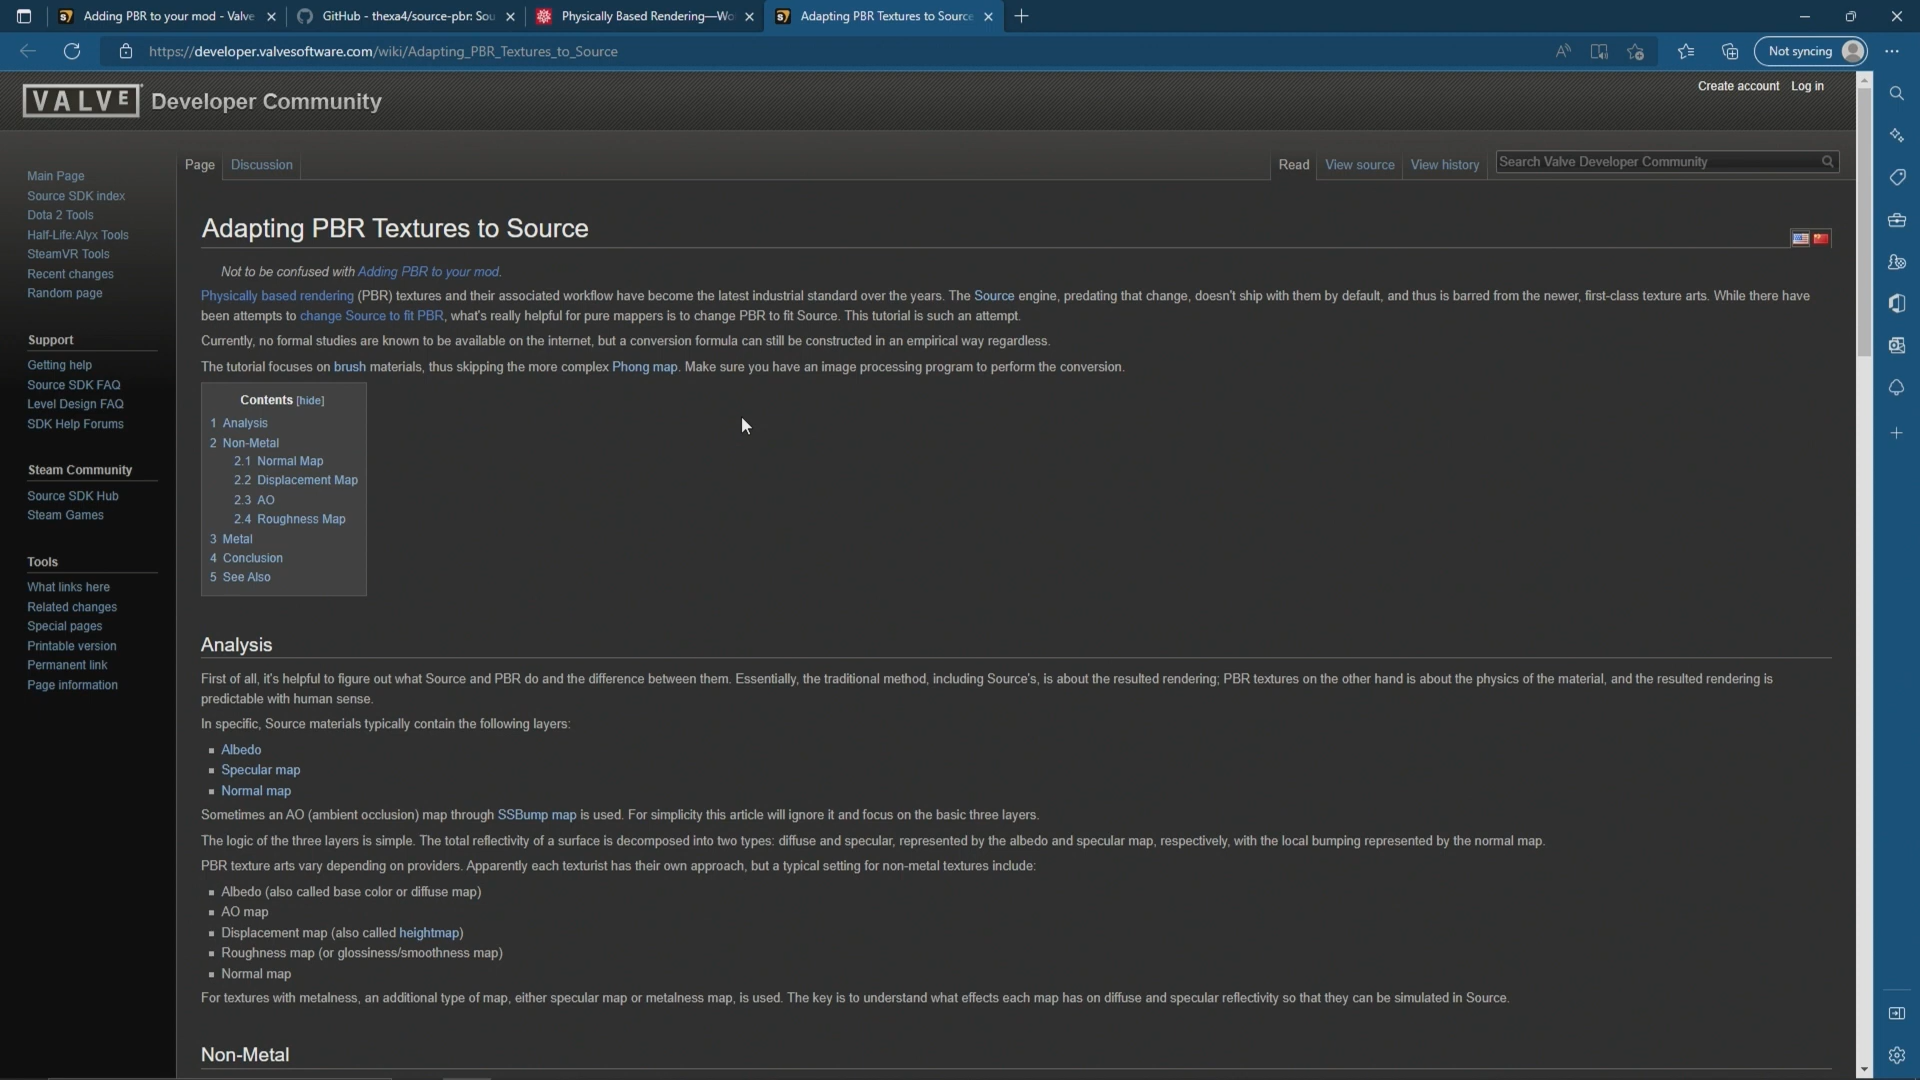 Adding PBR to your mod - Valve
GitHub - thexa4/source-pbr: Sou
Physically Based Rendering—Wo
Adapting PBR Textures to Source
https://developer.valvesoftware.com/wiki/Adapting_PBR_Textures_to_Source
Not syncing
VALVE Developer Community
Create account Log in
Page Discussion
Read View source View history
Search Valve Developer Community
Main Page
Source SDK index
Dota 2 Tools
Half-Life:Alyx Tools
SteamVR Tools
Recent changes
Random page
Support
Getting help
Source SDK FAQ
Level Design FAQ
SDK Help Forums
Steam Community
Source SDK Hub
Steam Games
Tools
What links here
Related changes
Special pages
Printable version
Permanent link
Page information
Adapting PBR Textures to Source
Not to be confused with Adding PBR to your mod.
Physically based rendering (PBR) textures and their associated workflow have become the latest industrial standard over the years. The Source engine, predating that change, doesn't ship with them by default, and thus is barred from the newer, first-class texture arts. While there have
been attempts to change Source to fit PBR, what's really helpful for pure mappers is to change PBR to fit Source. This tutorial is such an attempt.
Currently, no formal studies are known to be available on the internet, but a conversion formula can still be constructed in an empirical way regardless.
The tutorial focuses on brush materials, thus skipping the more complex Phong map. Make sure you have an image processing program to perform the conversion.
Contents [hide]
1 Analysis
2 Non-Metal
2.1 Normal Map
2.2 Displacement Map
2.3 AO
2.4 Roughness Map
3 Metal
4 Conclusion
5 See Also
Analysis
First of all, it's helpful to figure out what Source and PBR do and the difference between them. Essentially, the traditional method, including Source's, is about the resulted rendering; PBR textures on the other hand is about the physics of the material, and the resulted rendering is
predictable with human sense.
In specific, Source materials typically contain the following layers:
Albedo
Specular map
Normal map
Sometimes an AO (ambient occlusion) map through SSBump map is used. For simplicity this article will ignore it and focus on the basic three layers.
The logic of the three layers is simple. The total reflectivity of a surface is decomposed into two types: diffuse and specular, represented by the albedo and specular map, respectively, with the local bumping represented by the normal map.
PBR texture arts vary depending on providers. Apparently each texturist has their own approach, but a typical setting for non-metal textures include:
Albedo (also called base color or diffuse map)
AO map
Displacement map (also called heightmap)
Roughness map (or glossiness/smoothness map)
Normal map
For textures with metalness, an additional type of map, either specular map or metalness map, is used. The key is to understand what effects each map has on diffuse and specular reflectivity so that they can be simulated in Source.
Non-Metal